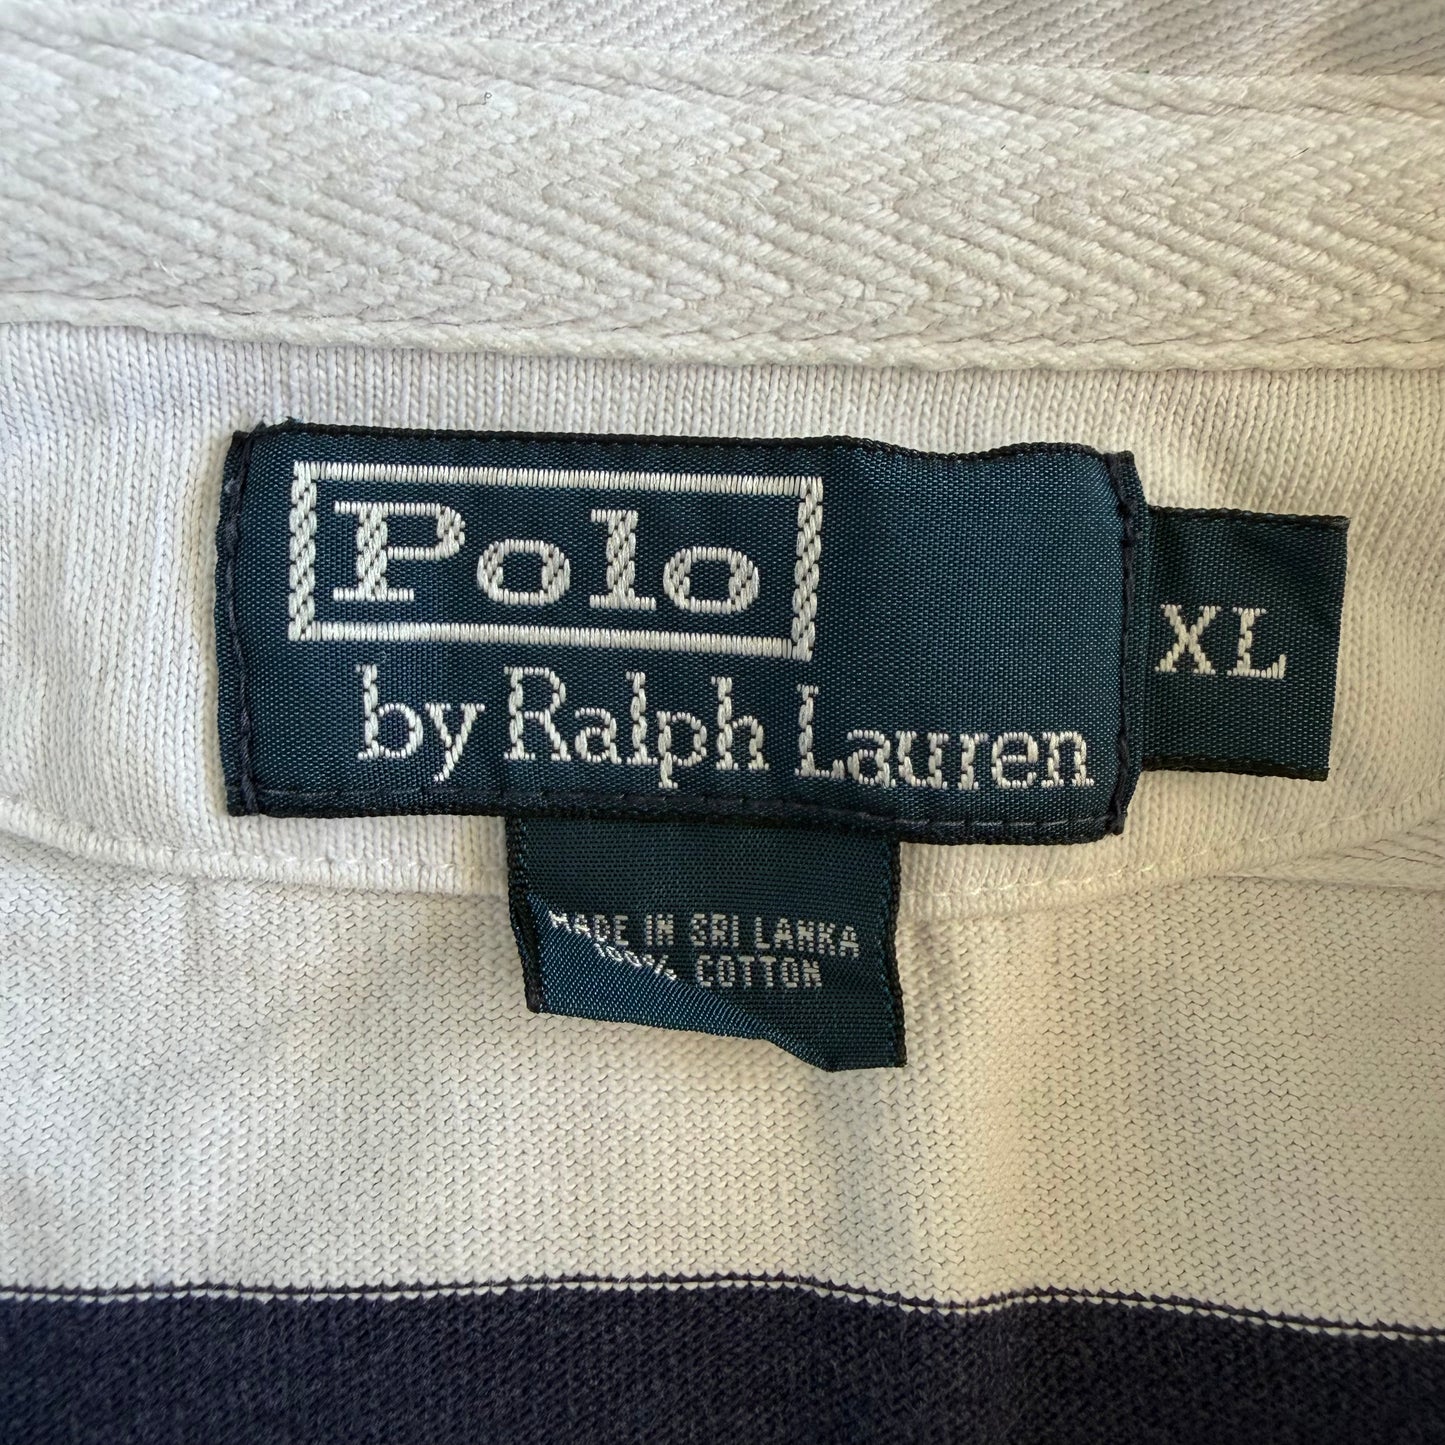 Polo
by Ralph Lauren
XL
MADE IN SRI LANKA
100% COTTON